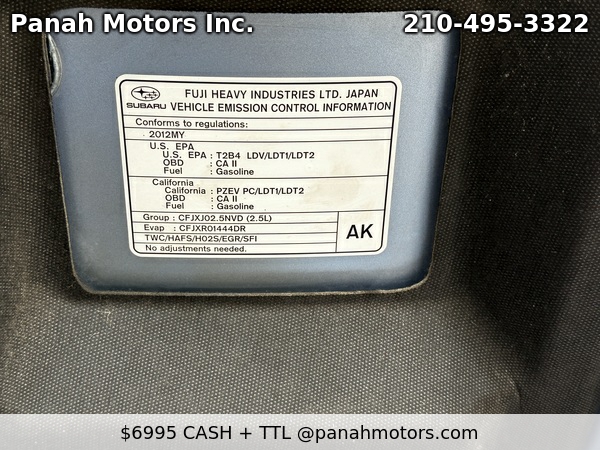 Panah Motors Inc. 210-495-3322
SUBARU
FUJI HEAVY INDUSTRIES LTD. JAPAN
VEHICLE EMISSION CONTROL INFORMATION
Conforms to regulations:
2012MY
U.S. EPA
U.S. EPA : T2B4 LDV/LDT1/LDT2
OBD : CA II
Fuel : Gasoline
California
California : PZEV PC/LDT1/LDT2
OBD : CA II
Fuel : Gasoline
Group : CFJXJ02.5NVD (2.5L)
Evap : CFJXR01444DR
TWC/HAFS/HO2S/EGR/SFI
No adjustments needed.
AK
$6995 CASH + TTL @panahmotors.com